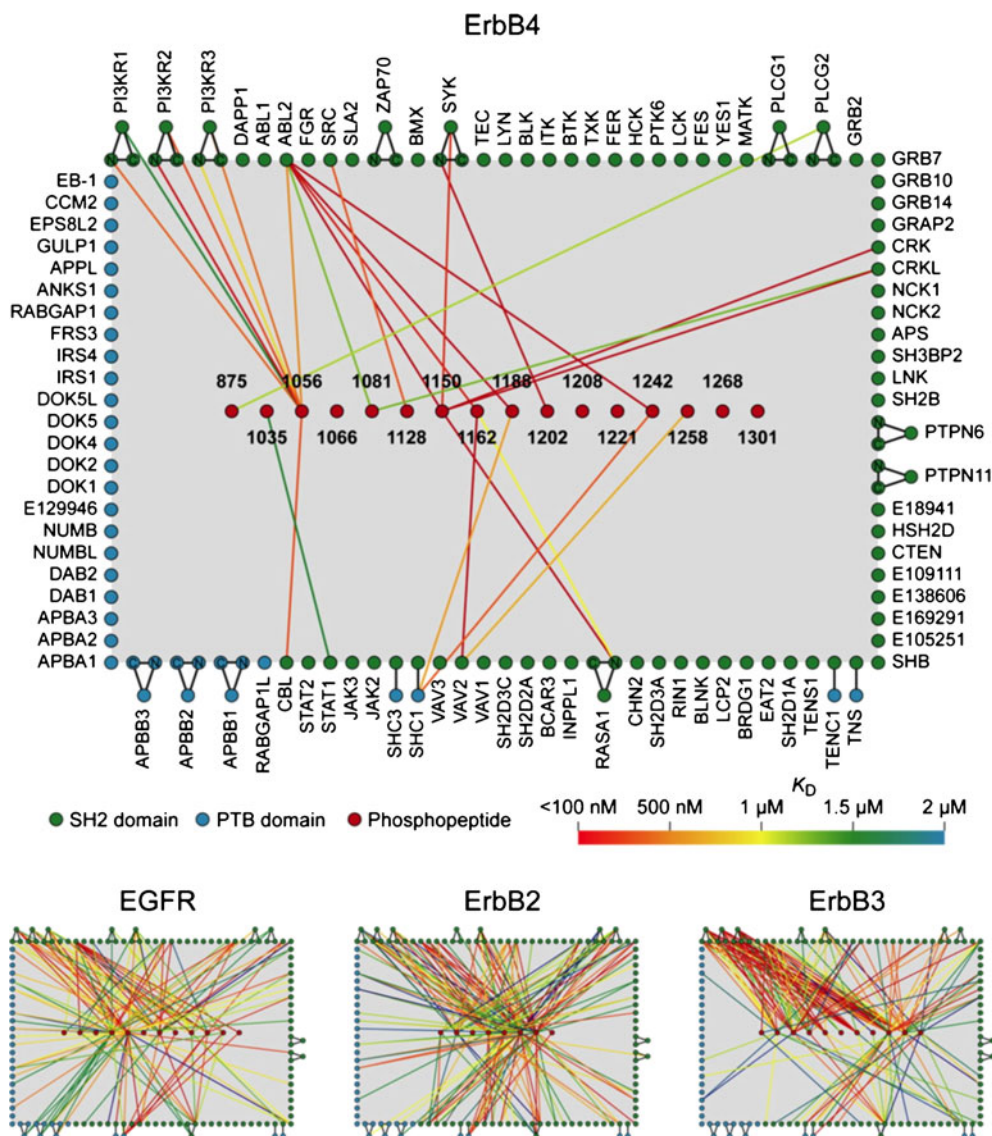 ErbB4
PI3KR1
PI3KR2
PI3KR3
DAPP1
ABL1
ABL2
FGR
SRC
SLA2
ZAP70
BMX
SYK
TEC
LYN
BLK
ITK
BTK
TXK
FER
HCK
PTK6
LCK
FES
YES1
MATK
PLCG1
PLCG2
GRB2
N C N C N C N C N C N C N C
EB-1
CCM2
EPS8L2
GULP1
APPL
ANKS1
RABGAP1
FRS3
IRS4
IRS1
DOK5L
DOK5
DOK4
DOK2
DOK1
E129946
NUMB
NUMBL
DAB2
DAB1
APBA3
APBA2
APBA1
GRB7
GRB10
GRB14
GRAP2
CRK
CRKL
NCK1
NCK2
APS
SH3BP2
LNK
SH2B
N
C
PTPN6
N
C
PTPN11
E18941
HSH2D
CTEN
E109111
E138606
E169291
E105251
SHB
875 1056 1081 1150 1188 1208 1242 1268
1035 1066 1128 1162 1202 1221 1258 1301
C N C N C N C N
APBB3
APBB2
APBB1
RABGAP1L
CBL
STAT2
STAT1
JAK3
JAK2
SHC3
SHC1
VAV3
VAV2
VAV1
SH2D3C
SH2D2A
BCAR3
INPPL1
RASA1
CHN2
SH2D3A
RIN1
BLNK
LCP2
BRDG1
EAT2
SH2D1A
TENS1
TENC1
TNS
SH2 domain PTB domain Phosphopeptide
KD
<100 nM 500 nM 1 µM 1.5 µM 2 µM
EGFR ErbB2 ErbB3